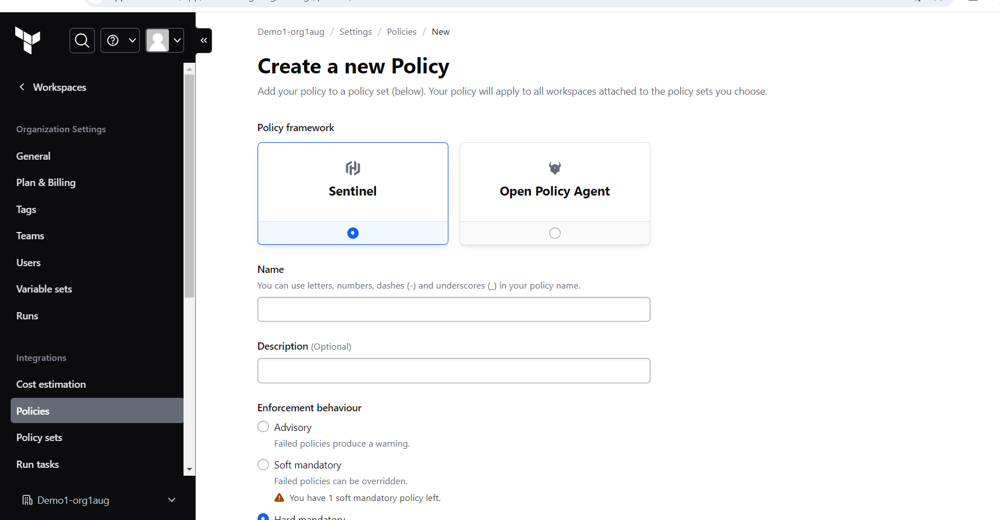 Demo1-org1aug / Settings / Policies / New
Create a new Policy
Add your policy to a policy set (below). Your policy will apply to all workspaces attached to the policy sets you choose.
Workspaces
Organization Settings
General
Plan & Billing
Tags
Teams
Users
Variable sets
Runs
Integrations
Cost estimation
Policies
Policy sets
Run tasks
Demo1-org1aug
Policy framework
Sentinel
Open Policy Agent
Name
You can use letters, numbers, dashes (-) and underscores (_) in your policy name.
Description (Optional)
Enforcement behaviour
Advisory
Failed policies produce a warning.
Soft mandatory
Failed policies can be overridden.
You have 1 soft mandatory policy left.
Hard mandatory